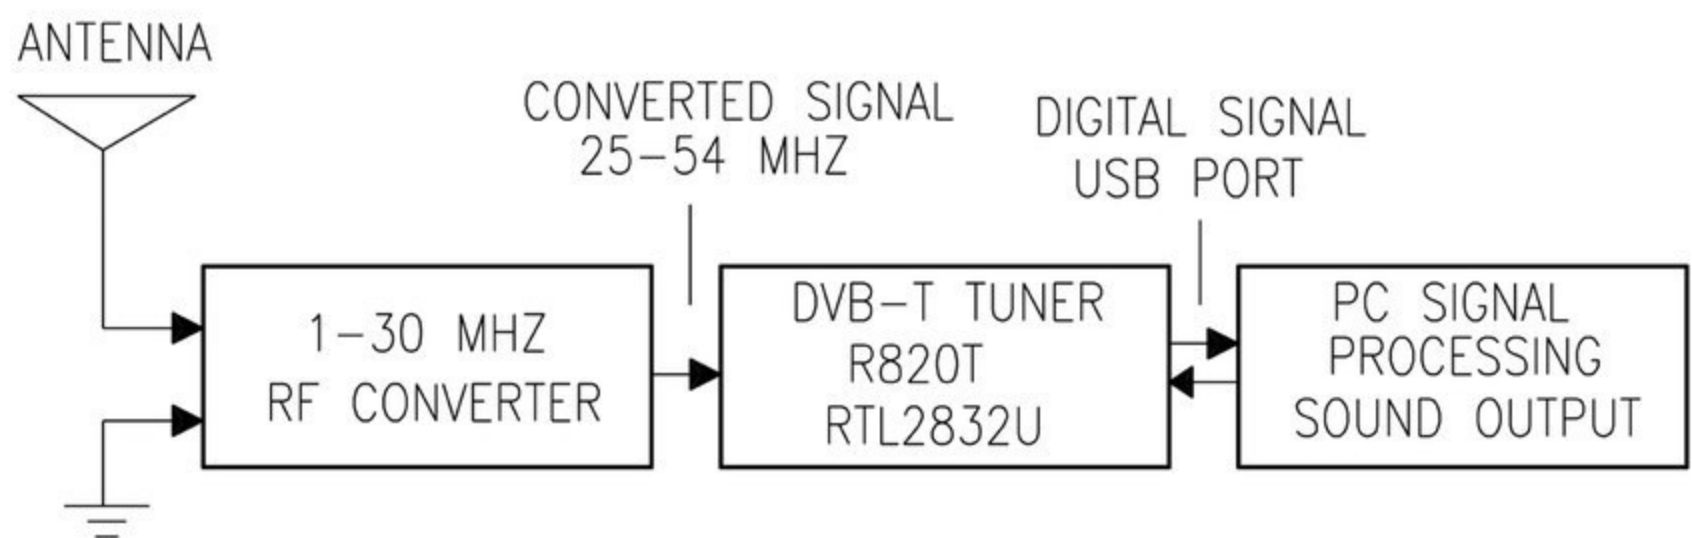 ANTENNA
CONVERTED SIGNAL
25-54 MHZ
DIGITAL SIGNAL
USB PORT
1-30 MHZ
RF CONVERTER
DVB-T TUNER
R820T
RTL2832U
PC SIGNAL
PROCESSING
SOUND OUTPUT